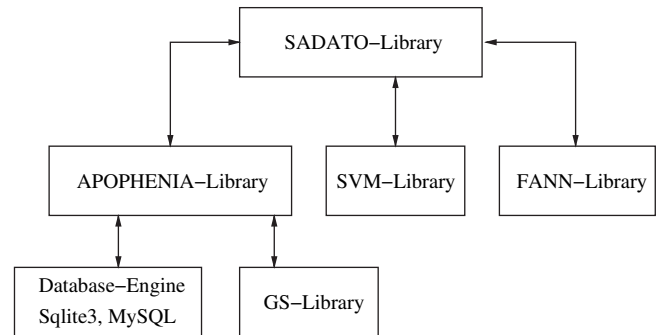 SADATO−Library
APOPHENIA−Library
SVM−Library
FANN−Library
Database−Engine
Sqlite3, MySQL
GS−Library